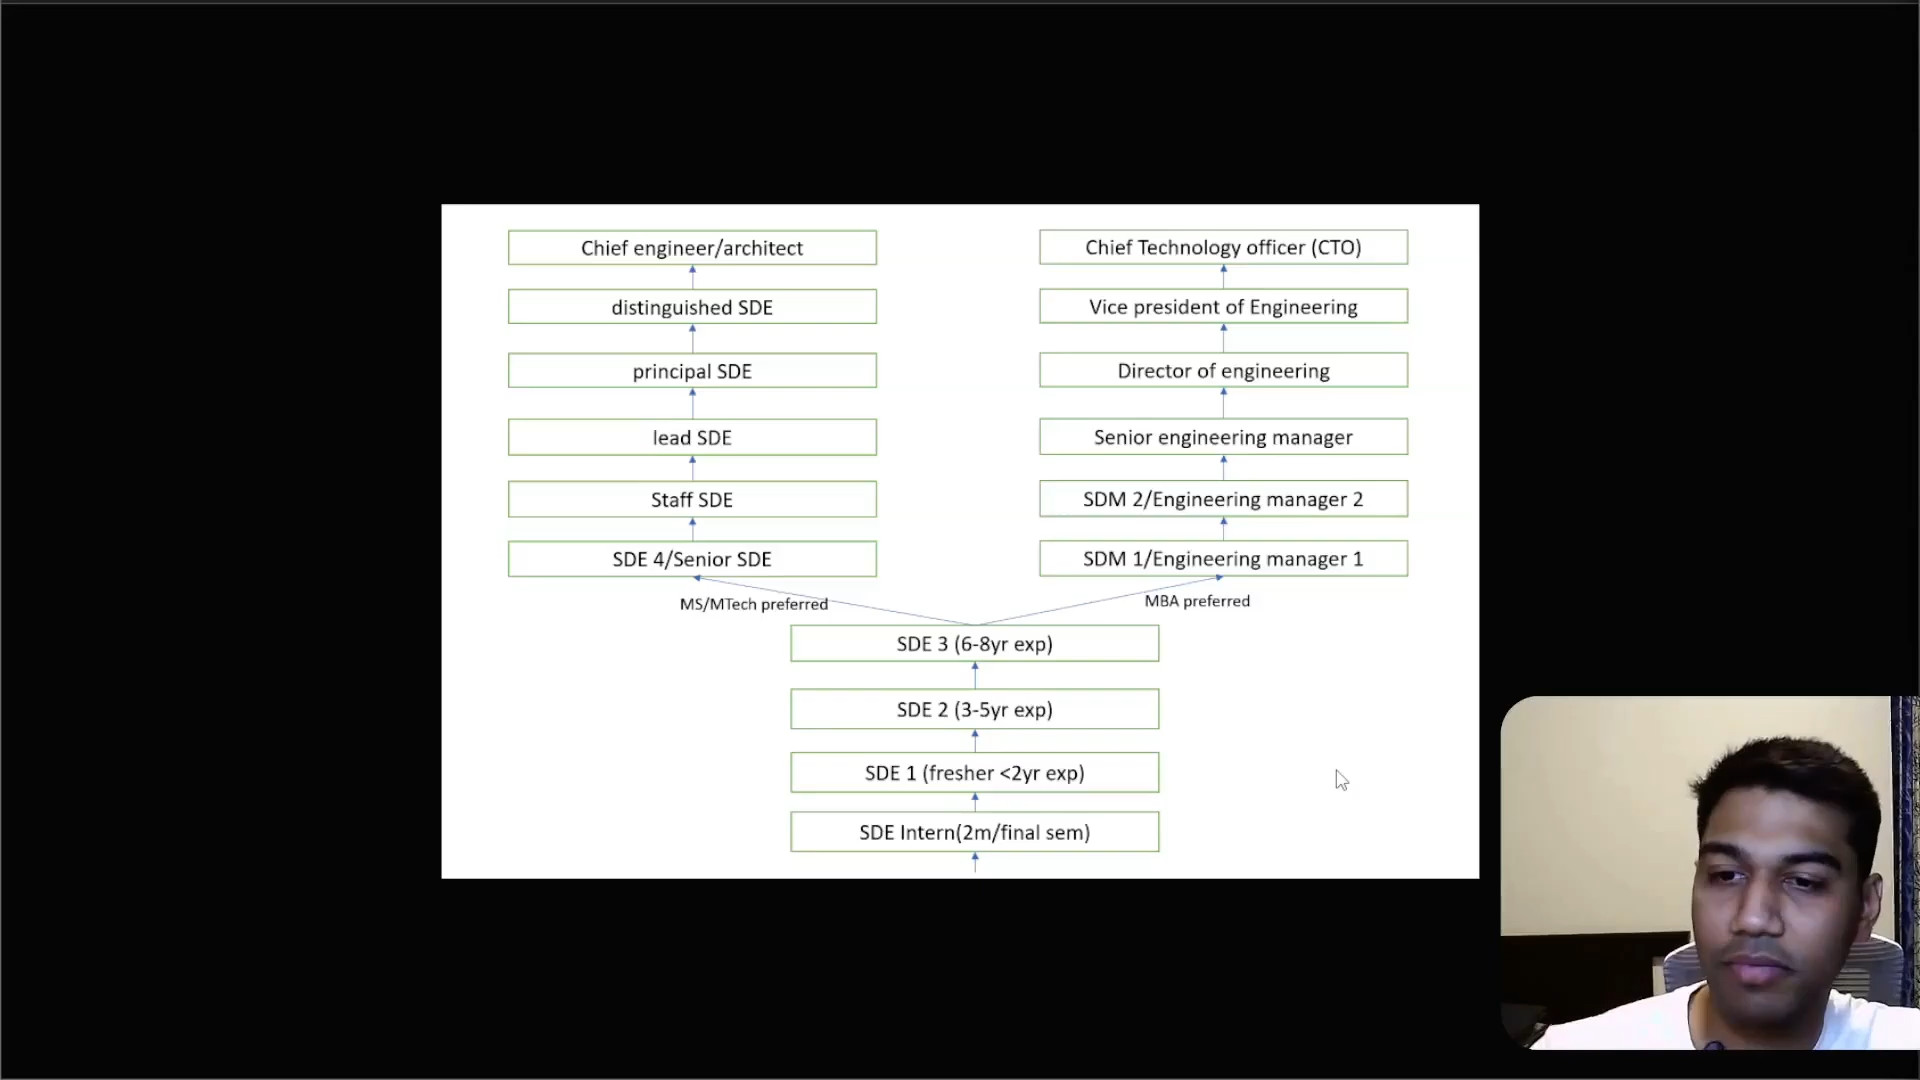 Chief engineer/architect
Chief Technology officer (CTO)
distinguished SDE
Vice president of Engineering
principal SDE
Director of engineering
lead SDE
Senior engineering manager
Staff SDE
SDM 2/Engineering manager 2
SDE 4/Senior SDE
SDM 1/Engineering manager 1
MS/MTech preferred
MBA preferred
SDE 3 (6-8yr exp)
SDE 2 (3-5yr exp)
SDE 1 (fresher <2yr exp)
SDE Intern(2m/final sem)